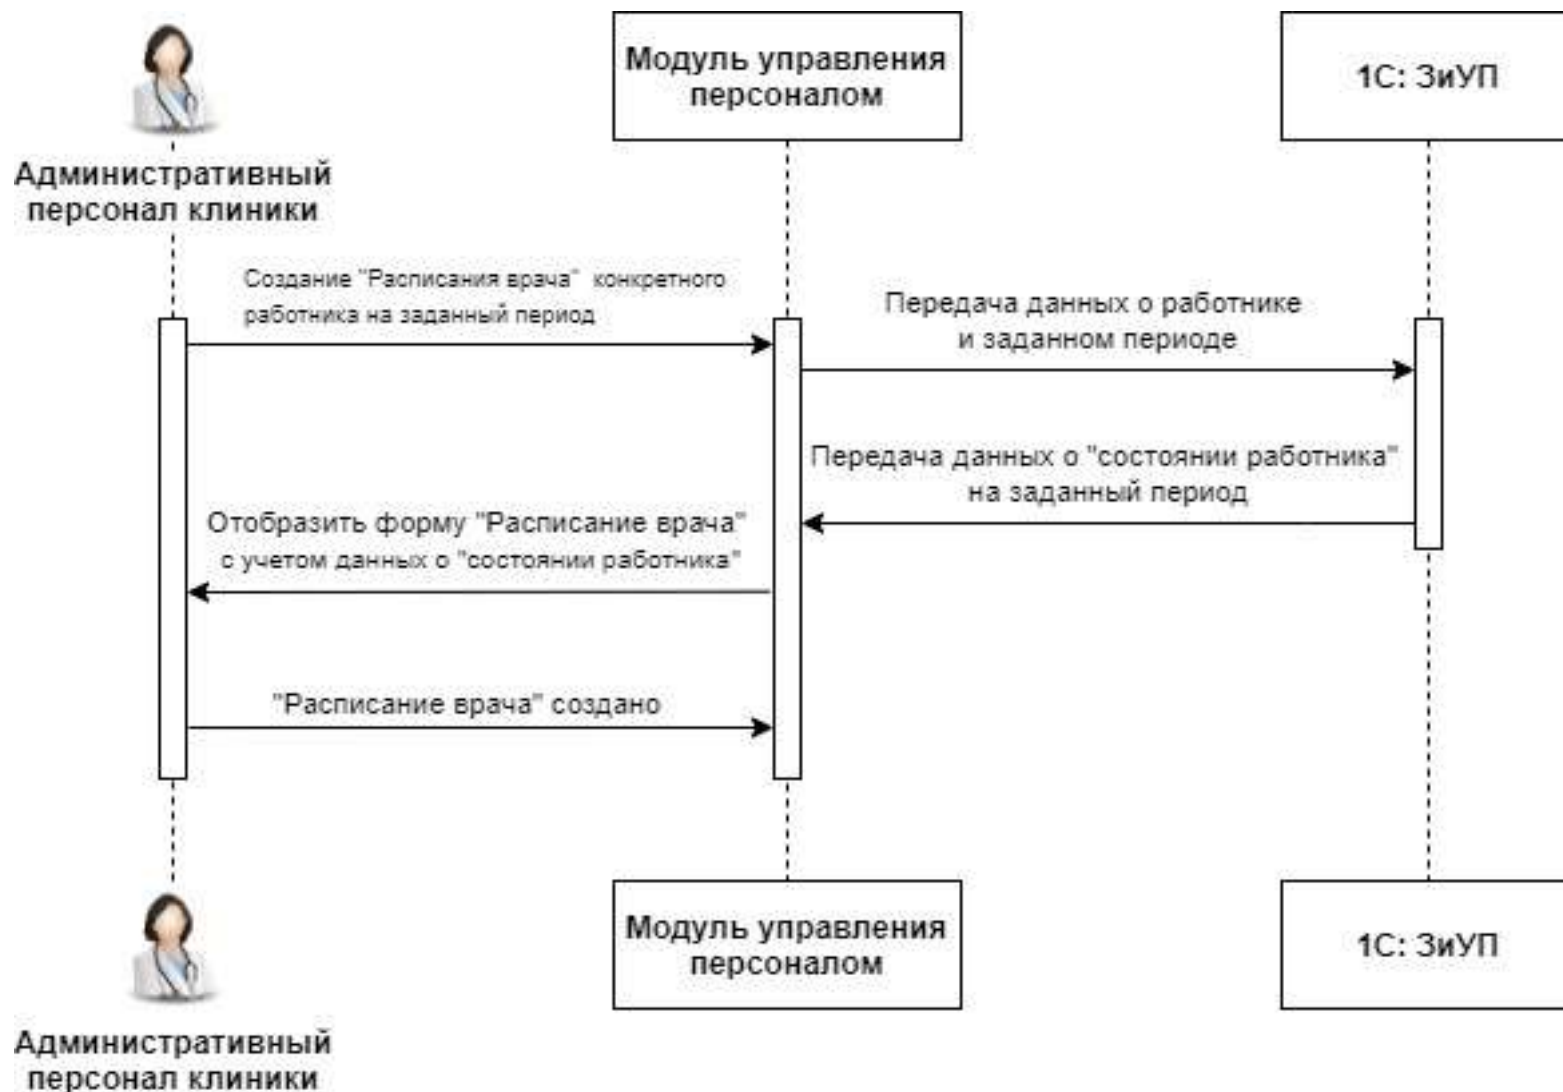 Модуль управления
персоналом
1С: ЗиУП
Административный
персонал клиники
Создание "Расписания врача" конкретного
работника на заданный период
Передача данных о работнике
и заданном периоде
Передача данных о "состоянии работника"
на заданный период
Отобразить форму "Расписание врача"
с учетом данных о "состоянии работника"
"Расписание врача" создано
Модуль управления
персоналом
1С: ЗиУП
Административный
персонал клиники